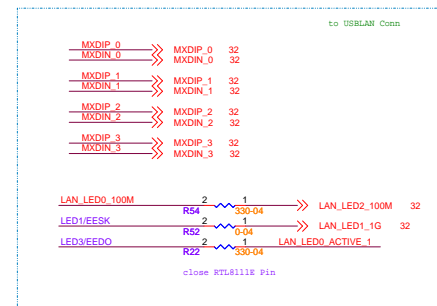 to USBLAN Conn
MXDIP_0 MXDIP_0 32
MXDIN_0 MXDIN_0 32
MXDIP_1 MXDIP_1 32
MXDIN_1 MXDIN_1 32
MXDIP_2 MXDIP_2 32
MXDIN_2 MXDIN_2 32
MXDIP_3 MXDIP_3 32
MXDIN_3 MXDIN_3 32
LAN_LED0_100M 2 1 LAN_LED2_100M 32
R54 330-04
LED1/EESK 2 1 LAN_LED1_1G 32
R52 0-04
LED3/EEDO 2 1 LAN_LED0_ACTIVE_1
R22 330-04
close RTL8111E Pin